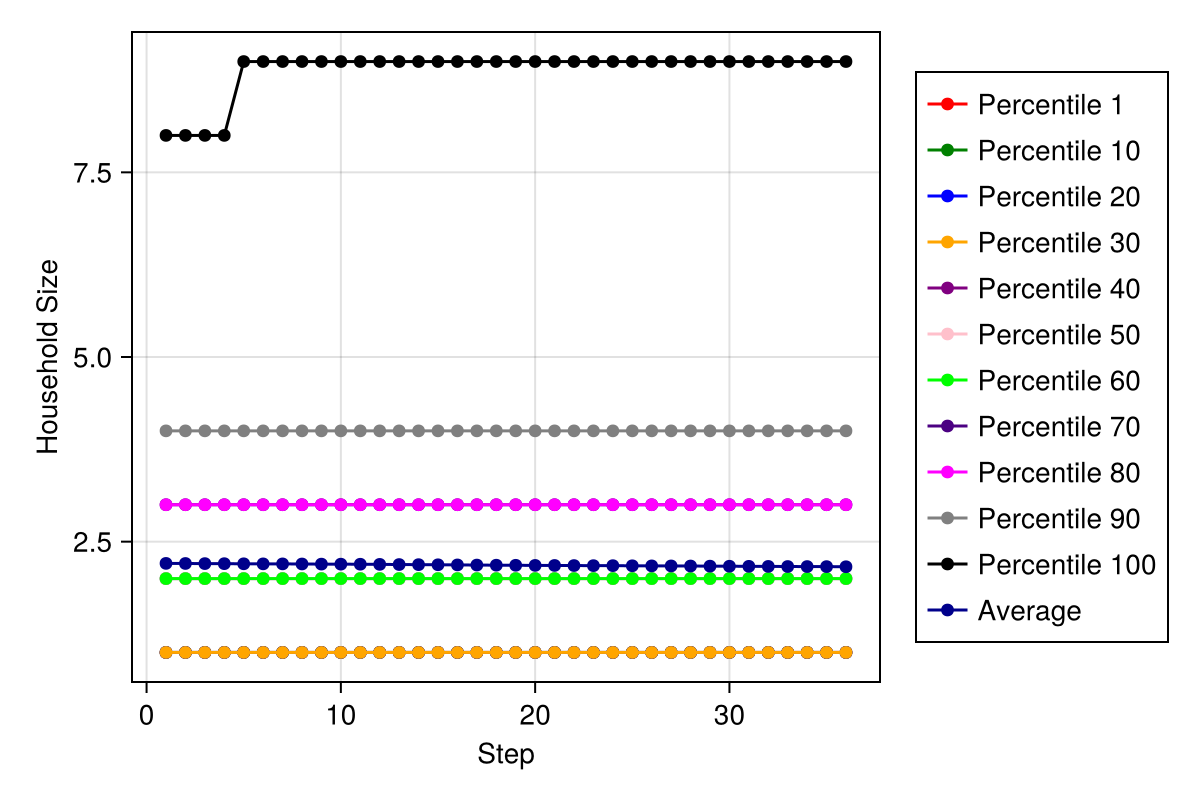 7.5
5.0
2.5
Household Size
0
10
20
30
Step
Percentile 1
Percentile 10
Percentile 20
Percentile 30
Percentile 40
Percentile 50
Percentile 60
Percentile 70
Percentile 80
Percentile 90
Percentile 100
Average